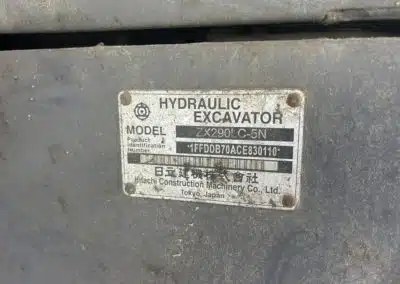 HYDRAULIC
EXCAVATOR
MODEL ZX290LC-5N
Product
Identification
Number *1FFDDB70ACE830110*
日立建機株式会社
Hitachi Construction Machinery Co., Ltd.
Tokyo, Japan